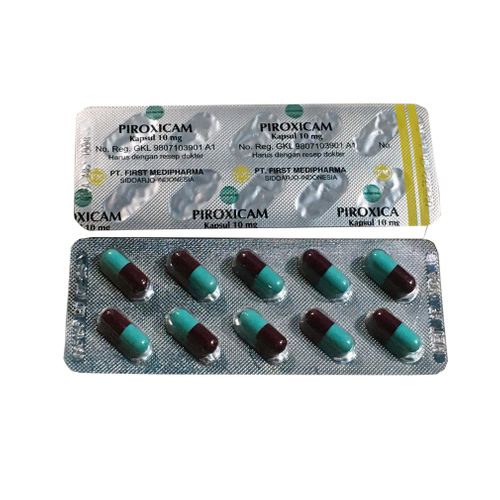 PIROXICAM
Kapsul 10 mg
No. Reg. GKL 9807103901 A1
Harus dengan resep dokter
PT. FIRST MEDIPHARMA
SIDOARJO-INDONESIA
PIROXICAM
Kapsul 10 mg
No. Reg. GKL 9807103901 A1
Harus dengan resep dokter
PT. FIRST MEDIPHARMA
SIDOARJO-INDONESIA
No.
PIROXICAM
Kapsul 10 mg
PIROXICAM
Kapsul 10 mg
PIROXICA
Kapsul 10 mg